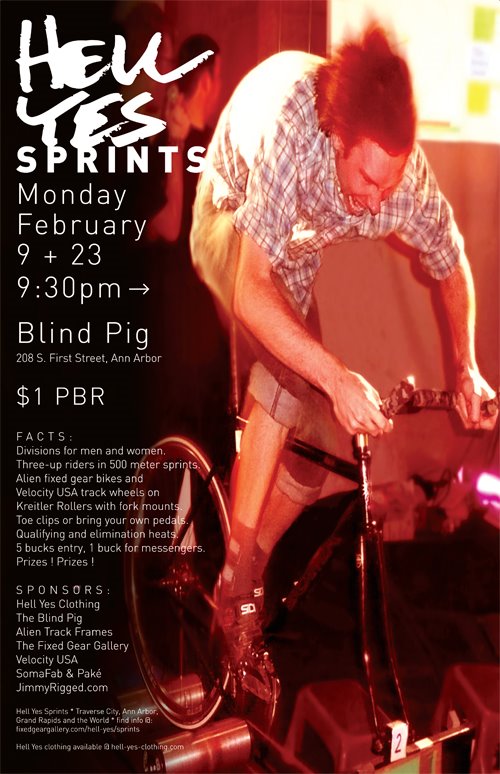 HELL
YES
SPRINTS
Monday
February
9 + 23
9:30pm→
Blind Pig
208 S. First Street, Ann Arbor
$1 PBR
FACTS:
Divisions for men and women.
Three-up riders in 500 meter sprints.
Alien fixed gear bikes and
Velocity USA track wheels on
Kreitler Rollers with fork mounts.
Toe clips or bring your own pedals.
Qualifying and elimination heats.
5 bucks entry, 1 buck for messengers.
Prizes ! Prizes !
SPONSORS:
Hell Yes Clothing
The Blind Pig
Alien Track Frames
The Fixed Gear Gallery
Velocity USA
SomaFab & Paké
JimmyRigged.com
Hell Yes Sprints * Traverse City, Ann Arbor,
Grand Rapids and the World * find info @:
fixedgeargallery.com/hell-yes/sprints
Hell Yes clothing available @ hell-yes-clothing.com
2